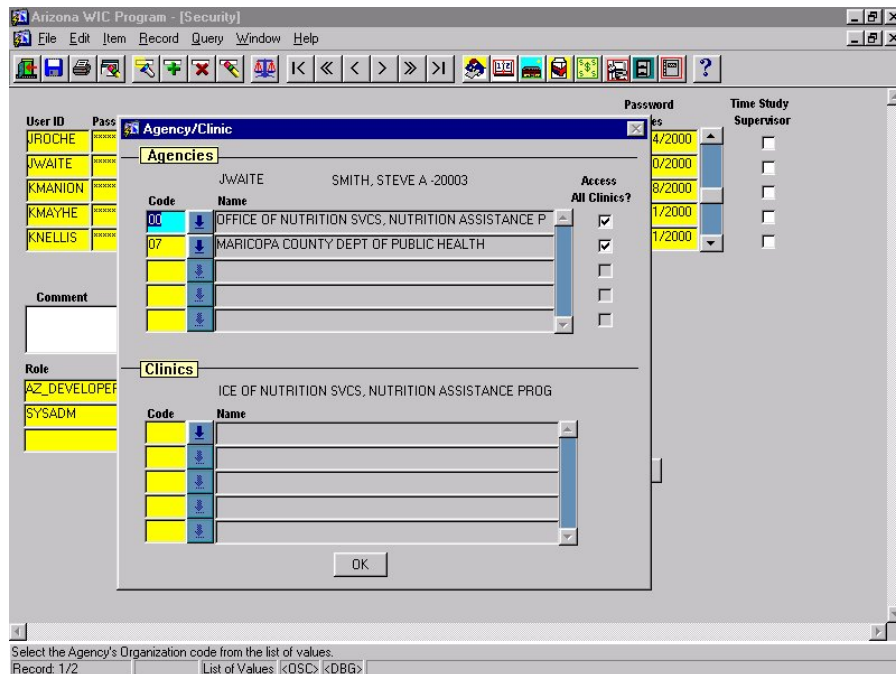 Arizona WIC Program - [Security]
File Edit Item Record Query Window Help
Password
Time Study
User ID Pass es Supervisor
JROCHE ***** 4/2000
JWAITE ***** 0/2000
KMANION ***** 8/2000
KMAYHE ***** 1/2000
KNELLIS ***** 1/2000
Agency/Clinic
Agencies
JWAITE SMITH, STEVE A -20003 Access
Code Name All Clinics?
00 OFFICE OF NUTRITION SVCS, NUTRITION ASSISTANCE P
07 MARICOPA COUNTY DEPT OF PUBLIC HEALTH
Comment
Role
AZ_DEVELOPER
SYSADM
Clinics
ICE OF NUTRITION SVCS, NUTRITION ASSISTANCE PROG
Code Name
OK
Select the Agency's Organization code from the list of values.
Record: 1/2 List of Values <OSC> <DBG>